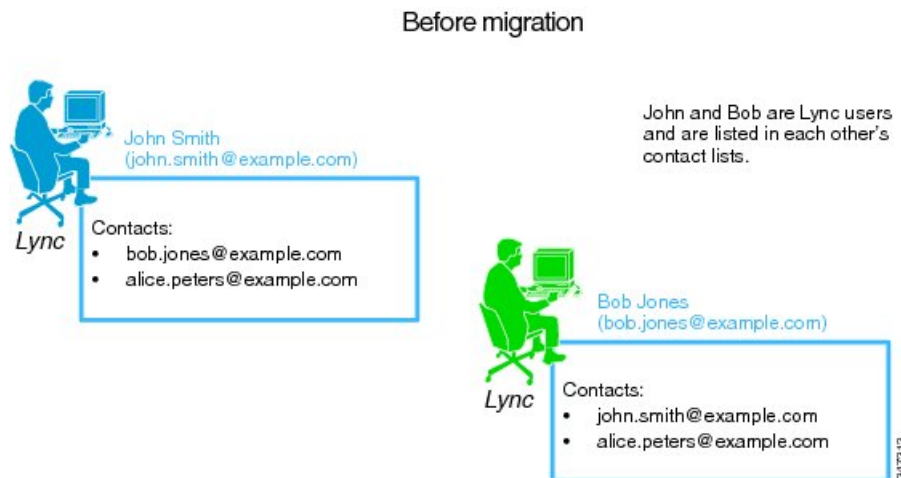 Before migration
John Smith
(john.smith@example.com)
John and Bob are Lync users
and are listed in each other's
contact lists.
Lync
Contacts:
• bob.jones@example.com
• alice.peters@example.com
Bob Jones
(bob.jones@example.com)
Lync
Contacts:
• john.smith@example.com
• alice.peters@example.com
347313